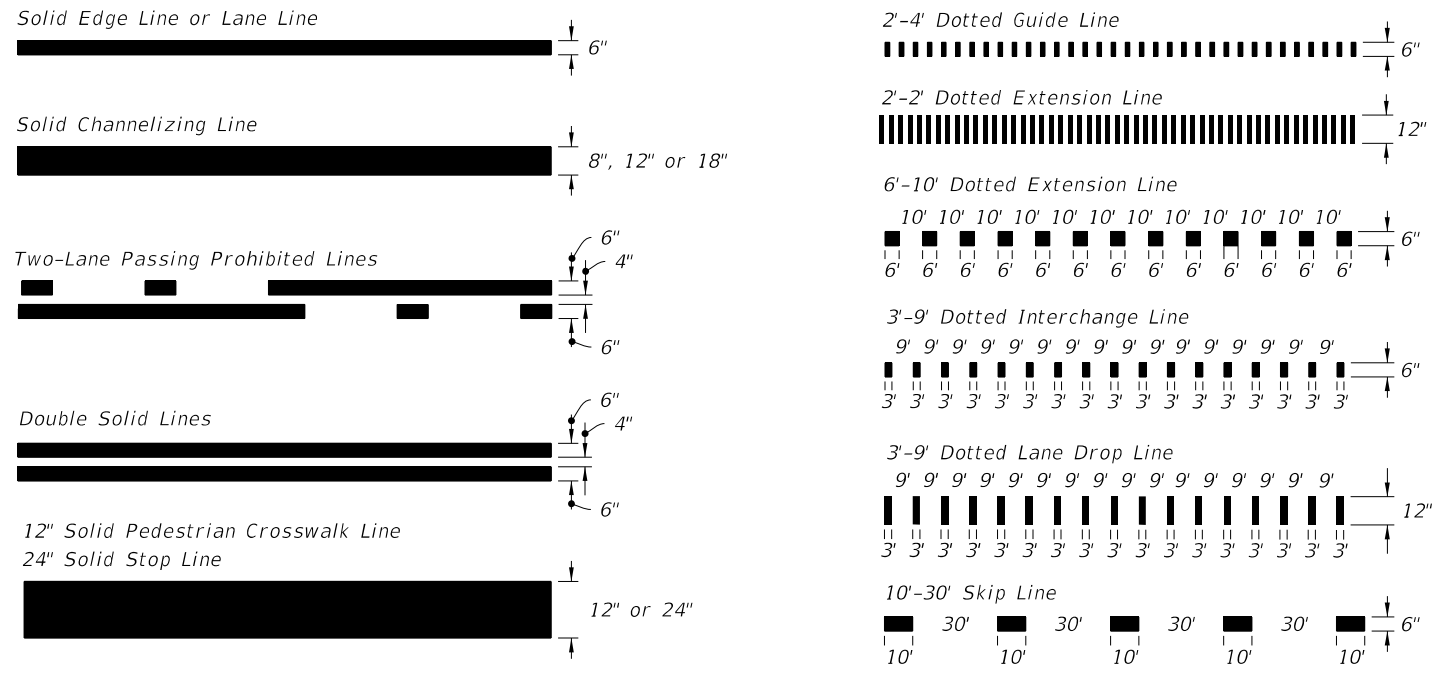 Solid Edge Line or Lane Line
6"
Solid Channelizing Line
8", 12" or 18"
6"
Two-Lane Passing Prohibited Lines
4"
6"
6"
Double Solid Lines
4"
6"
12" Solid Pedestrian Crosswalk Line
24" Solid Stop Line
12" or 24"
2'-4' Dotted Guide Line
6"
2'-2' Dotted Extension Line
12"
6'-10' Dotted Extension Line
10' 10' 10' 10' 10' 10' 10' 10' 10' 10' 10' 10'
6"
6' 6' 6' 6' 6' 6' 6' 6' 6' 6' 6' 6' 6'
3'-9' Dotted Interchange Line
9' 9' 9' 9' 9' 9' 9' 9' 9' 9' 9' 9' 9' 9' 9' 9'
6"
3' 3' 3' 3' 3' 3' 3' 3' 3' 3' 3' 3' 3' 3' 3' 3' 3'
3'-9' Dotted Lane Drop Line
9' 9' 9' 9' 9' 9' 9' 9' 9' 9' 9' 9' 9' 9' 9' 9'
12"
3' 3' 3' 3' 3' 3' 3' 3' 3' 3' 3' 3' 3' 3' 3' 3' 3'
10'-30' Skip Line
30' 30' 30' 30'
6"
10' 10' 10' 10' 10'